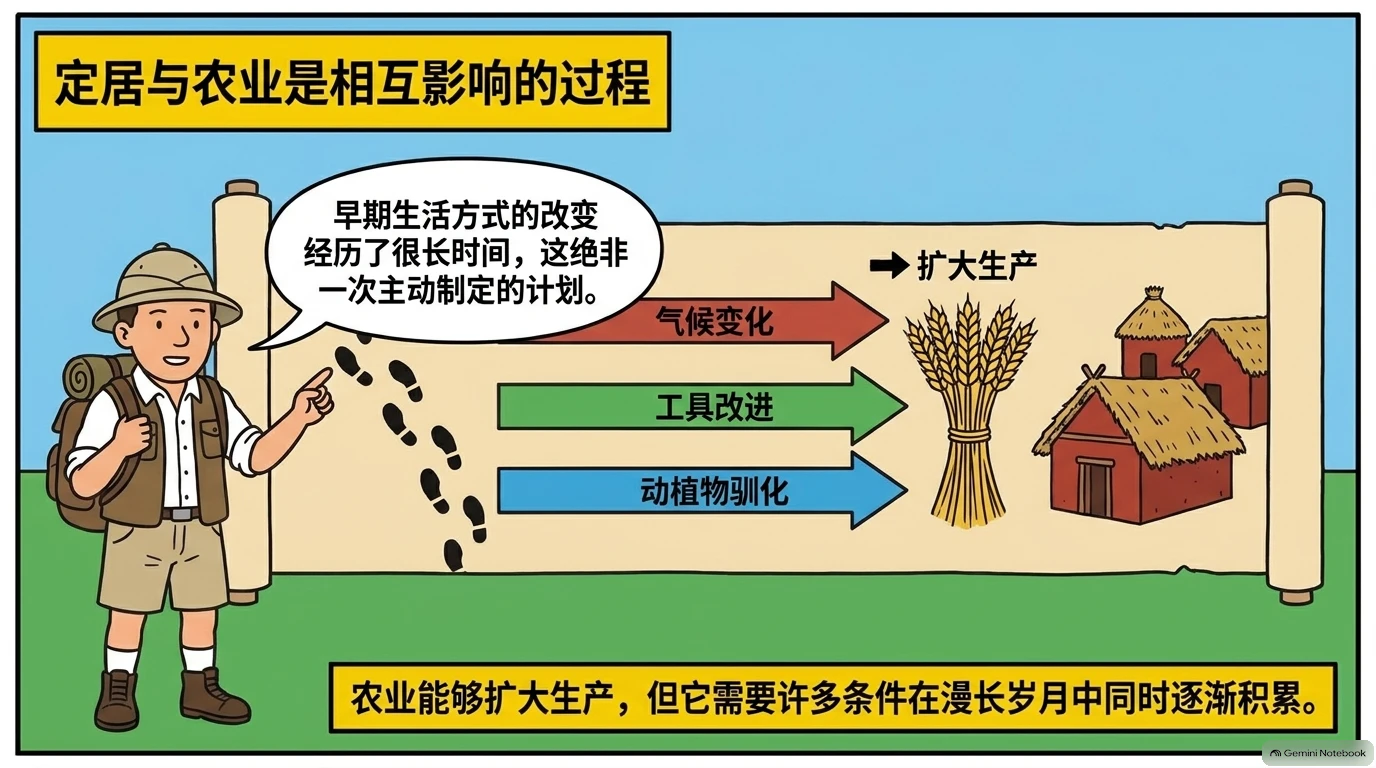 定居与农业是相互影响的过程
早期生活方式的改变
经历了很长时间，这绝非
一次主动制定的计划。
➡扩大生产
气候变化
工具改进
动植物驯化
农业能够扩大生产，但它需要许多条件在漫长岁月中同时逐渐积累。
Gemini Notebook